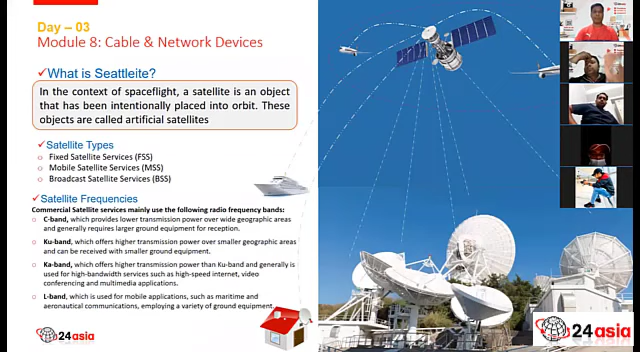 Day – 03
Module 8: Cable & Network Devices
What is Seattleite?
In the context of spaceflight, a satellite is an object
that has been intentionally placed into orbit. These
objects are called artificial satellites
Satellite Types
Fixed Satellite Services (FSS)
Mobile Satellite Services (MSS)
Broadcast Satellite Services (BSS)
Satellite Frequencies
Commercial Satellite services mainly use the following radio frequency bands:
C-band, which provides lower transmission power over wide geographic areas
and generally requires larger ground equipment for reception.
Ku-band, which offers higher transmission power over smaller geographic areas
and can be received with smaller ground equipment.
Ka-band, which offers higher transmission power than Ku-band and generally is
used for high-bandwidth services such as high-speed internet, video
conferencing and multimedia applications.
L-band, which is used for mobile applications, such as maritime and
aeronautical communications, employing a variety of ground equipment
24asia
24asia